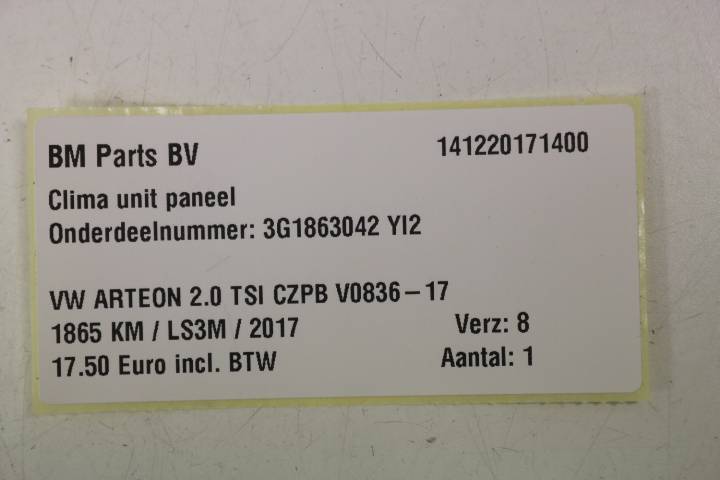 BM Parts BV 141220171400
Clima unit paneel
Onderdeelnummer: 3G1863042 YI2
VW ARTEON 2.0 TSI CZPB V0836-17
1865 KM / LS3M / 2017 Verz: 8
17.50 Euro incl. BTW Aantal: 1